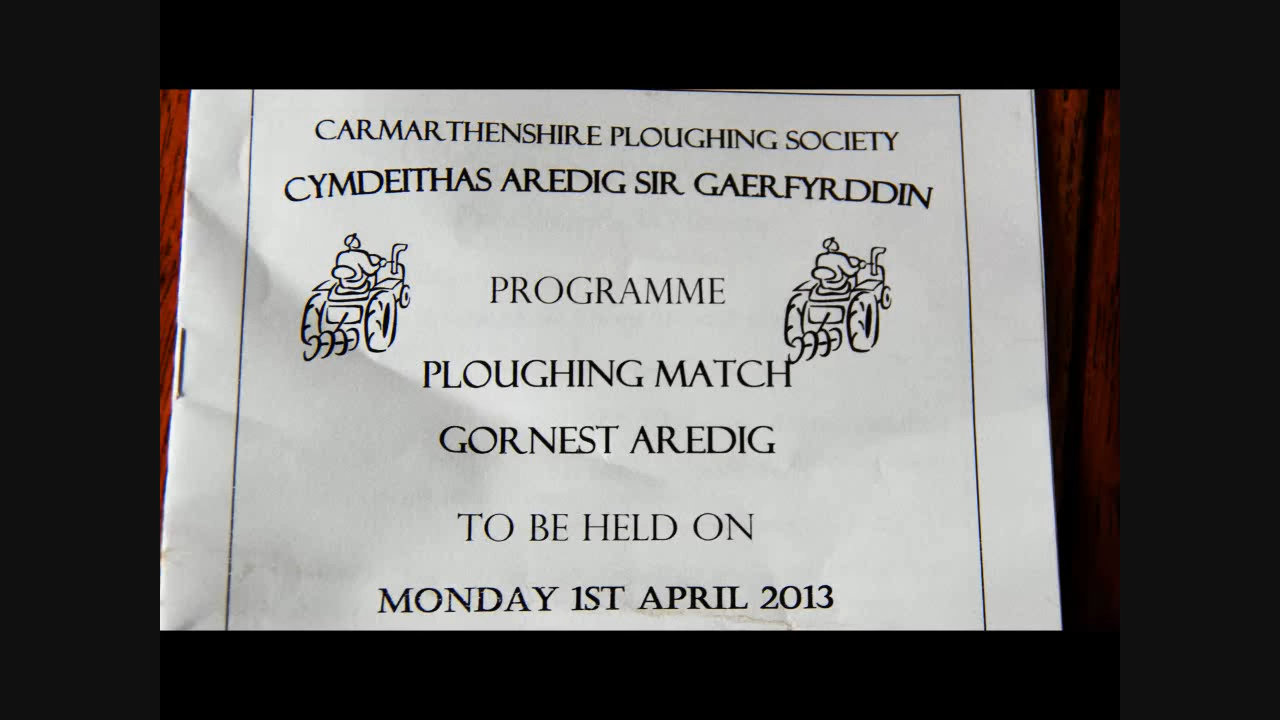 CARMARTHENSHIRE PLOUGHING SOCIETY
CYMDEITHAS AREDIG SIR GAERFYRDDIN
PROGRAMME
PLOUGHING MATCH
GORNEST AREDIG
TO BE HELD ON
MONDAY 1ST APRIL 2013